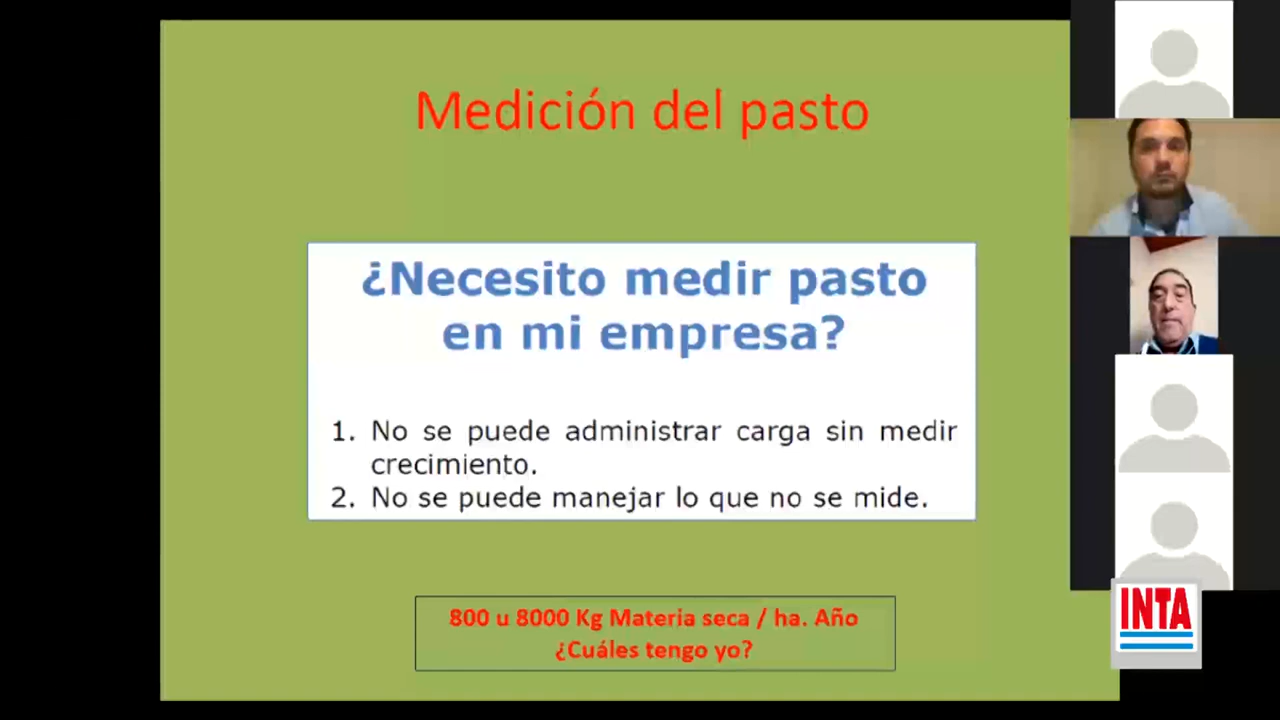 Medición del pasto
¿Necesito medir pasto
en mi empresa?
1. No se puede administrar carga sin medir
crecimiento.
2. No se puede manejar lo que no se mide.
800 u 8000 Kg Materia seca / ha. Año
¿Cuáles tengo yo?
INTA